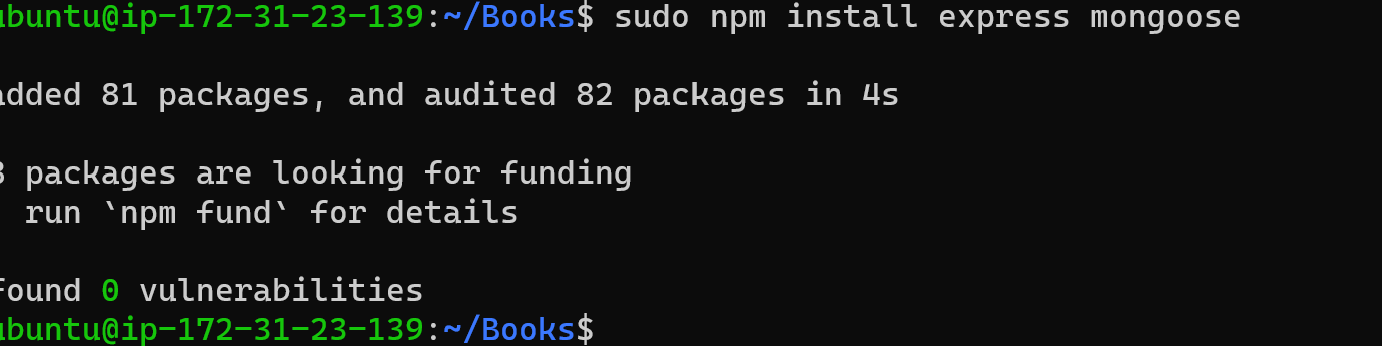 ubuntu@ip-172-31-23-139:~/Books$ sudo npm install express mongoose
added 81 packages, and audited 82 packages in 4s
packages are looking for funding
run `npm fund` for details
found 0 vulnerabilities
ubuntu@ip-172-31-23-139:~/Books$